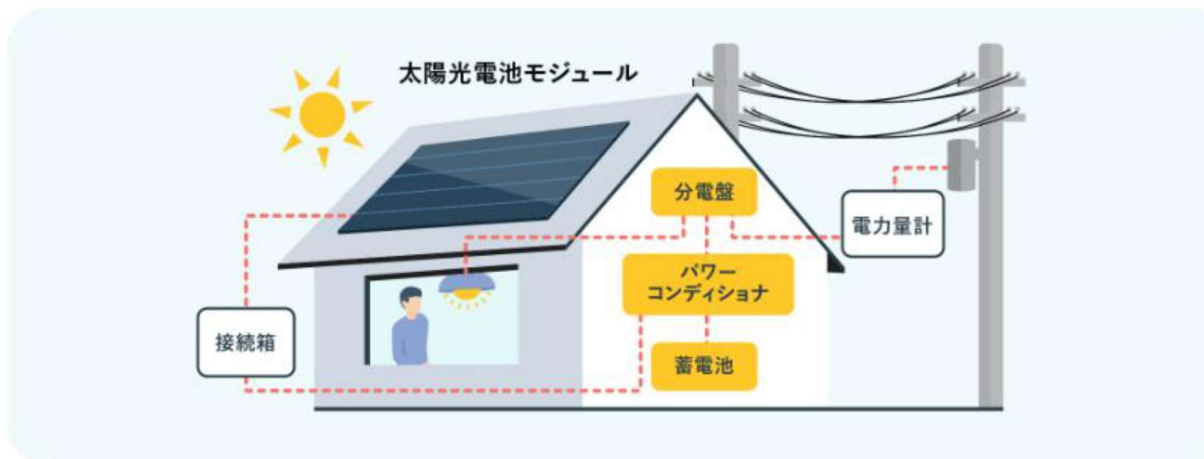 太陽光電池モジュール
分電盤
電力量計
パワー
コンディショナ
接続箱
蓄電池